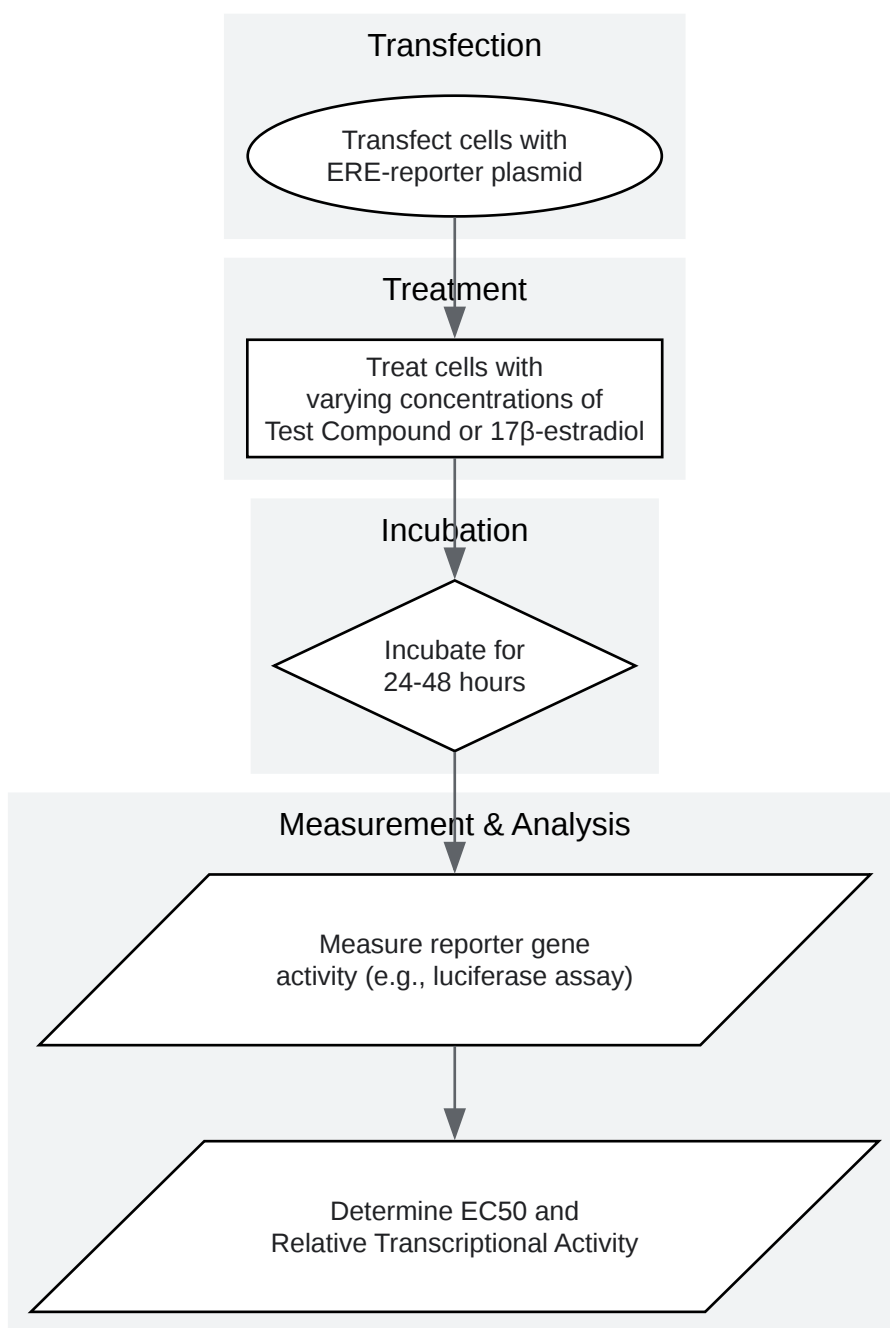 Transfection
Transfect cells with
ERE-reporter plasmid
Treatment
Treat cells with
varying concentrations of
Test Compound or 17β-estradiol
Incubation
Incubate for
24-48 hours
Measurement & Analysis
Measure reporter gene
activity (e.g., luciferase assay)
Determine EC50 and
Relative Transcriptional Activity